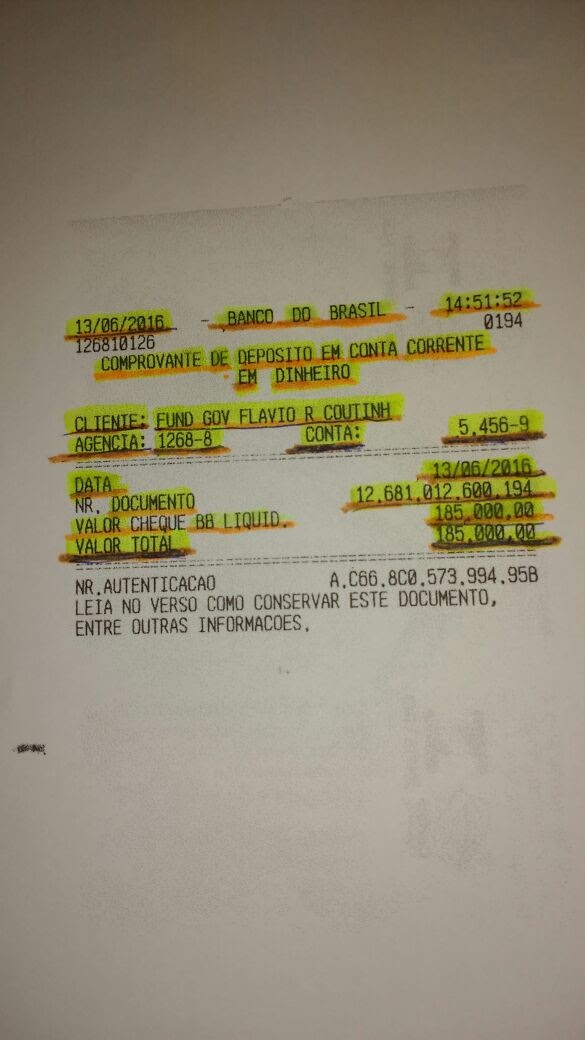 13/06/2016 - BANCO DO BRASIL - 14:51:52
126810126 0194
COMPROVANTE DE DEPOSITO EM CONTA CORRENTE
EM DINHEIRO
CLIENTE: FUND GOV FLAVIO R COUTINH
AGENCIA: 1268-8 CONTA: 5.456-9
DATA 13/06/2016
NR. DOCUMENTO 12.681.012.600.194
VALOR CHEQUE BB LIQUID. 185.000,00
VALOR TOTAL 185.000,00
NR.AUTENTICACAO A.C66.8C0.573.994.95B
LEIA NO VERSO COMO CONSERVAR ESTE DOCUMENTO,
ENTRE OUTRAS INFORMACOES.